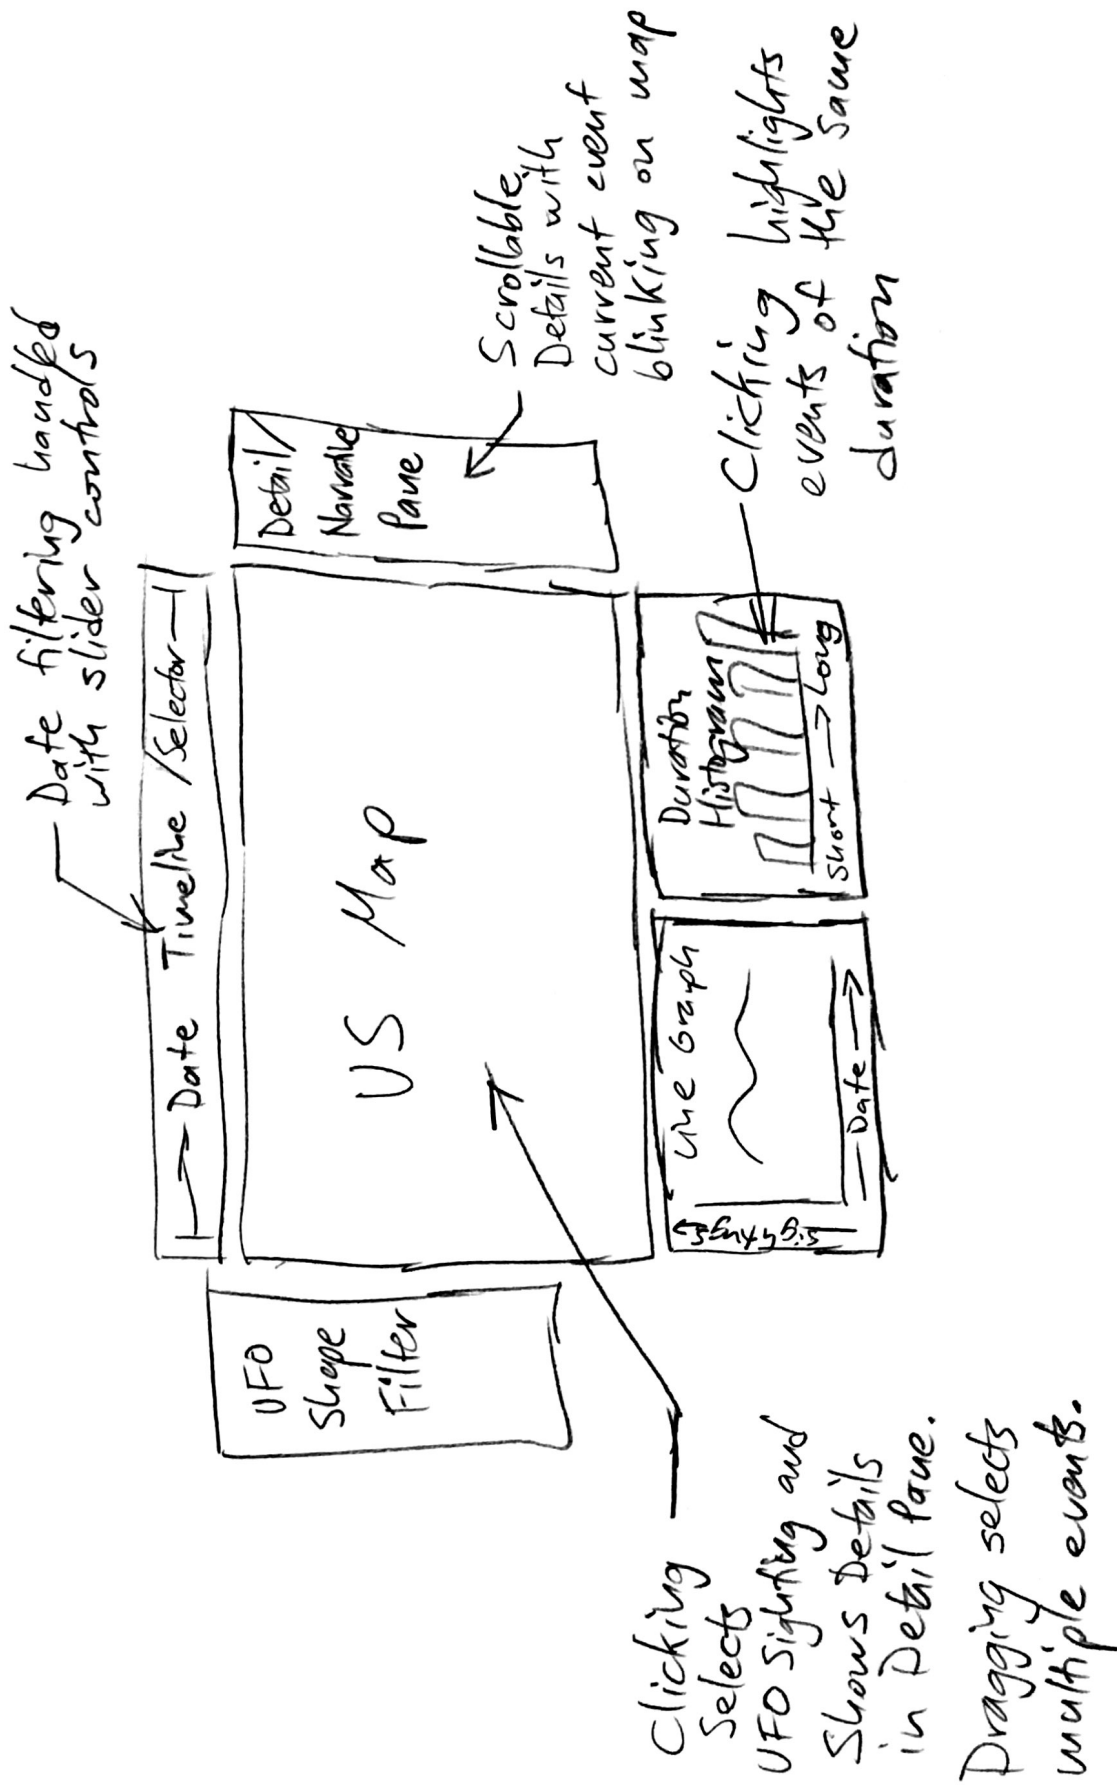 Date filtering handled
with slider controls
Date Timeline / Selector
UFO
Shape
Filter
US Map
Detail/
Narrative
Pane
Scrollable
Details with
current event
blinking on map
Line Graph
Sightings
Date
Duration
Histogram
Short
Long
Clicking highlights
events of the same
duration
Clicking
Selects
UFO Sighting and
Shows Details
in Detail Pane.
Dragging selects
multiple events.